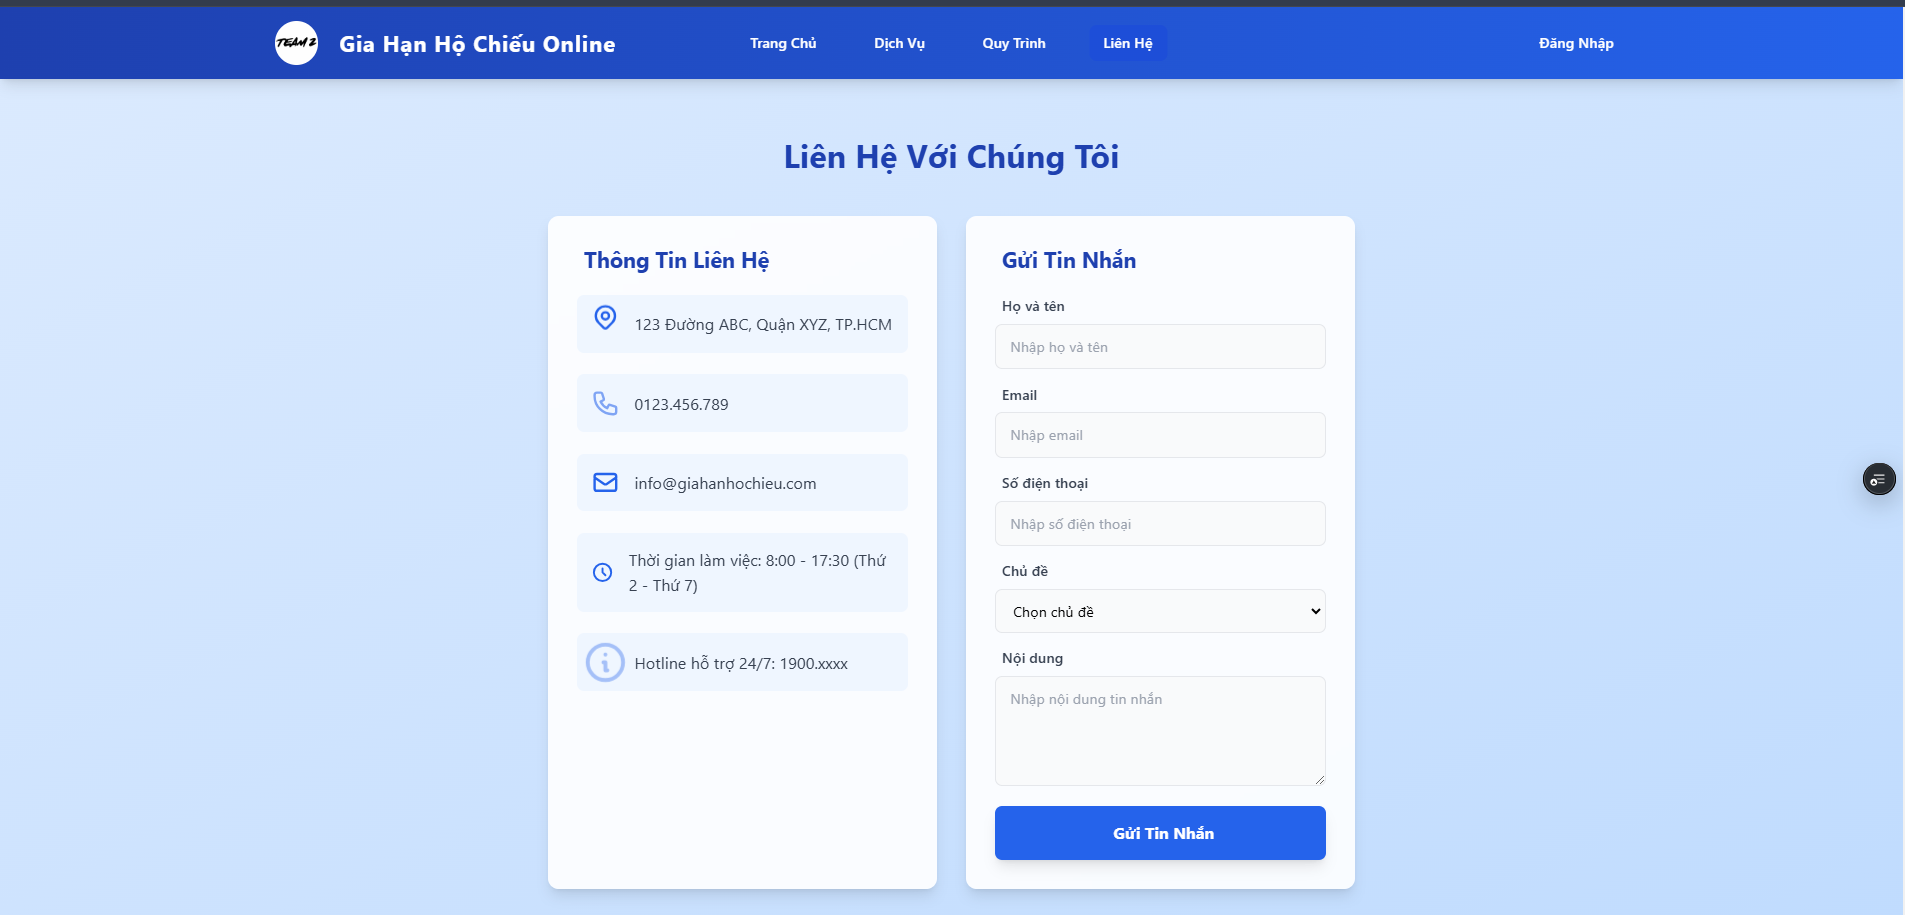 TEAM 2
Gia Hạn Hộ Chiếu Online
Trang Chủ
Dịch Vụ
Quy Trình
Liên Hệ
Đăng Nhập
Liên Hệ Với Chúng Tôi
Thông Tin Liên Hệ
123 Đường ABC, Quận XYZ, TP.HCM
0123.456.789
info@giahanhochieu.com
Thời gian làm việc: 8:00 - 17:30 (Thứ
2 - Thứ 7)
Hotline hỗ trợ 24/7: 1900.xxxx
Gửi Tin Nhắn
Họ và tên
Nhập họ và tên
Email
Nhập email
Số điện thoại
Nhập số điện thoại
Chủ đề
Chọn chủ đề
Nội dung
Nhập nội dung tin nhắn
Gửi Tin Nhắn